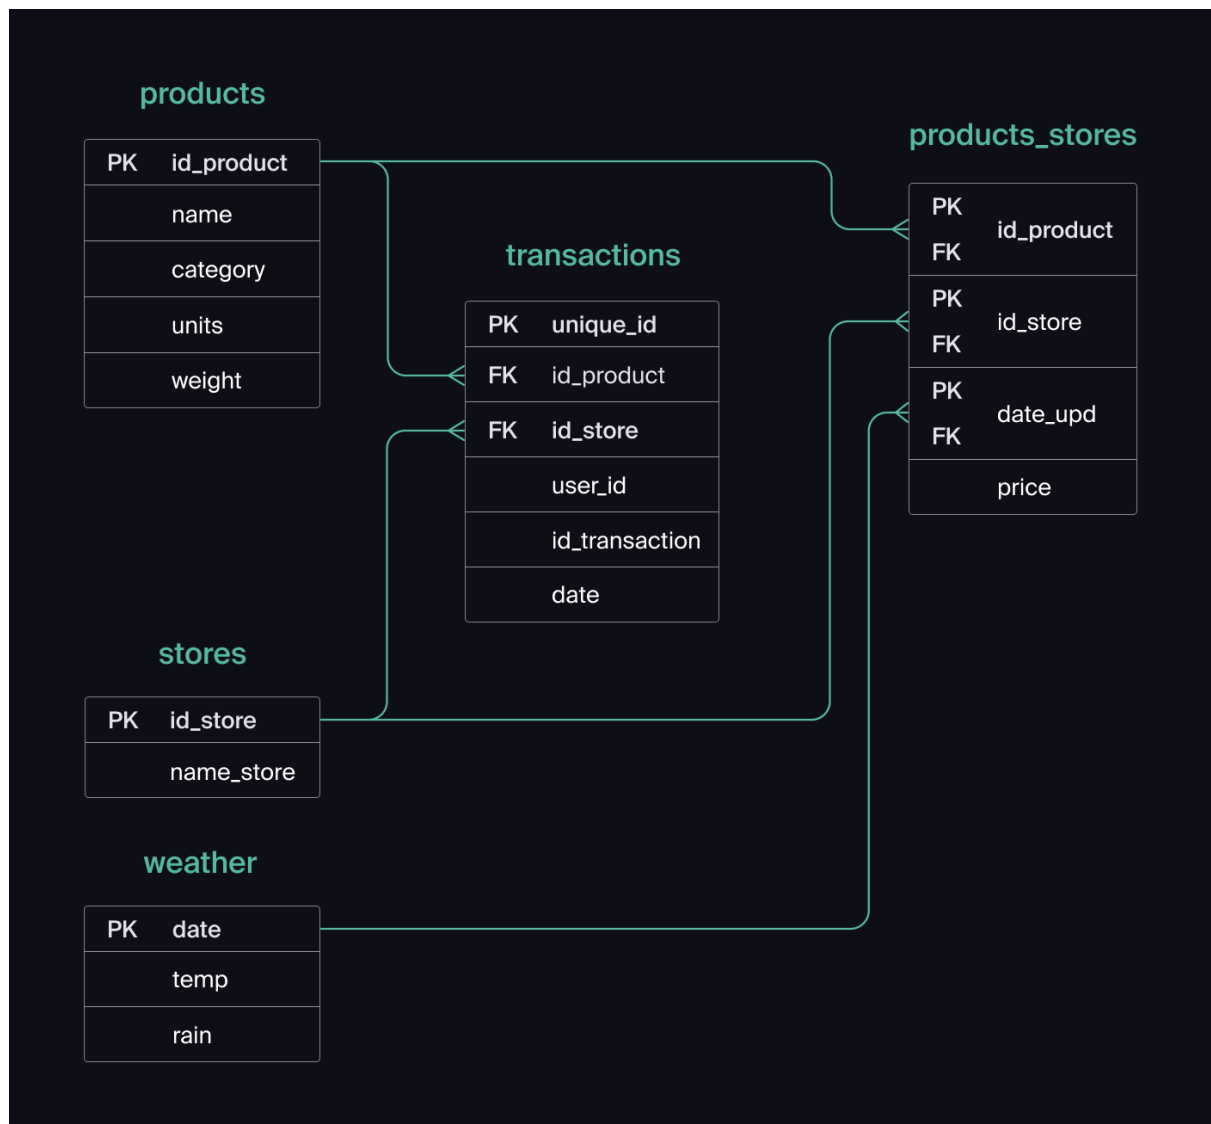 products
PK id_product
name
category
units
weight
transactions
PK unique_id
FK id_product
FK id_store
user_id
id_transaction
date
products_stores
PK
id_product
FK
PK
id_store
FK
PK
date_upd
FK
price
stores
PK id_store
name_store
weather
PK date
temp
rain